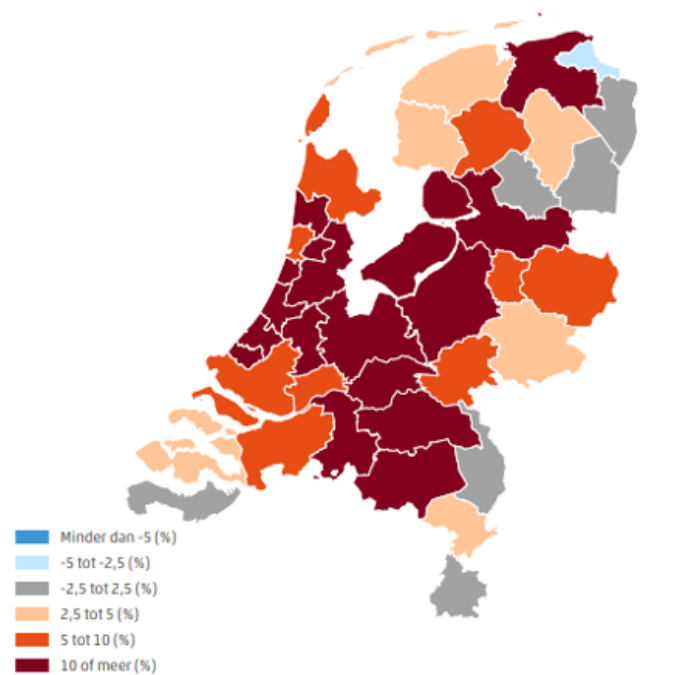 Minder dan -5 (%)
-5 tot -2,5 (%)
-2,5 tot 2,5 (%)
2,5 tot 5 (%)
5 tot 10 (%)
10 of meer (%)